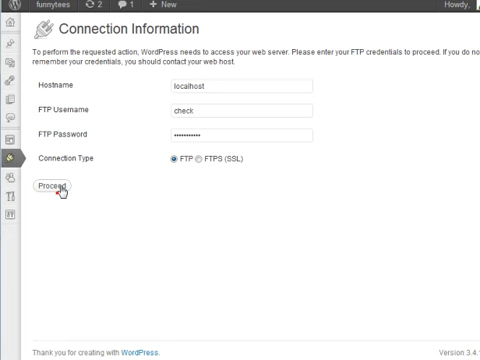 funnytees 2 1 + New Howdy,
Connection Information
To perform the requested action, WordPress needs to access your web server. Please enter your FTP credentials to proceed. If you do no
remember your credentials, you should contact your web host.
Hostname localhost
FTP Username check
FTP Password •••••••••••
Connection Type FTP FTPS (SSL)
Proceed
Thank you for creating with WordPress. Version 3.4.